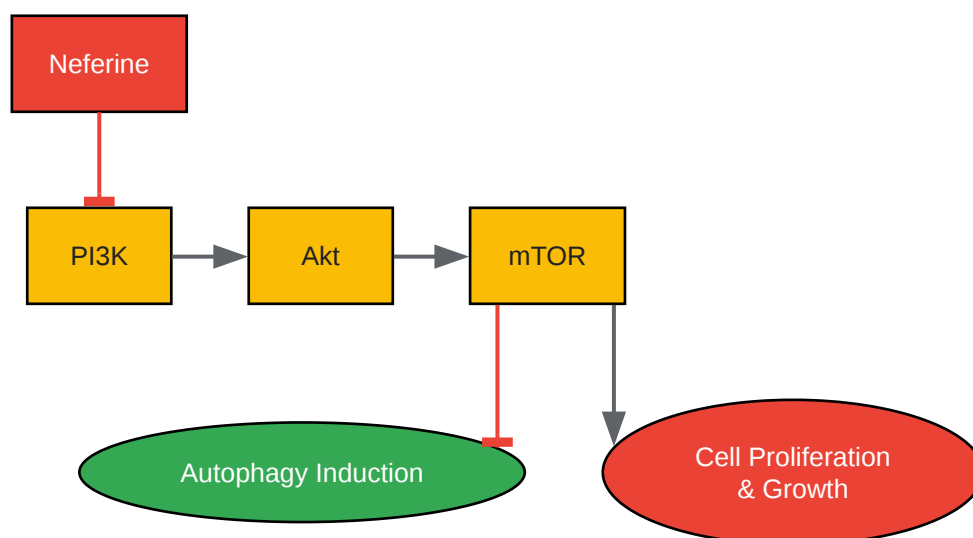 Neferine
PI3K
Akt
mTOR
Autophagy Induction
Cell Proliferation
& Growth